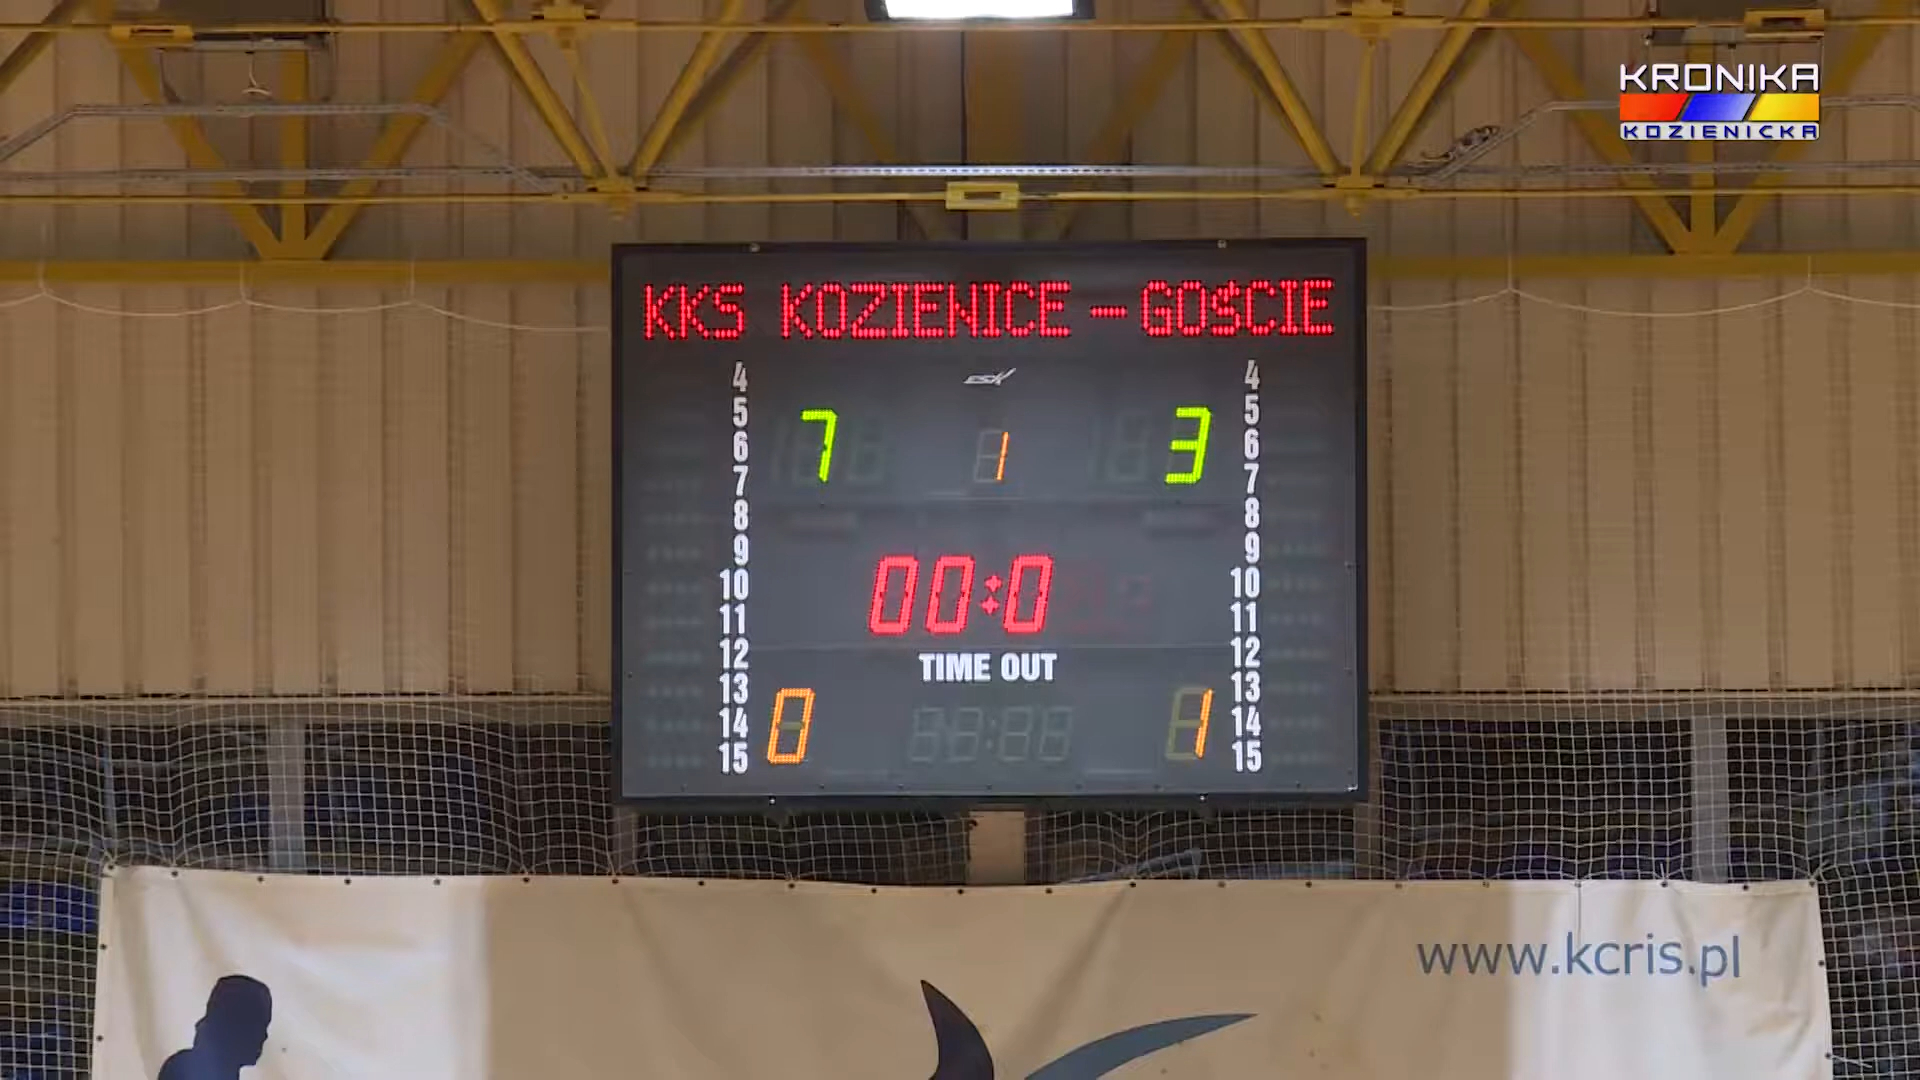 KRONIKA
KOZIENICKA
KKS KOZIENICE - GOŚCIE
4 ESK 4
5 5
7 1 3
6 6
7 7
8 8
9 9
00:0
10 10
11 11
12 TIME OUT 12
13 13
0 1
14 14
15 15
www.kcris.pl